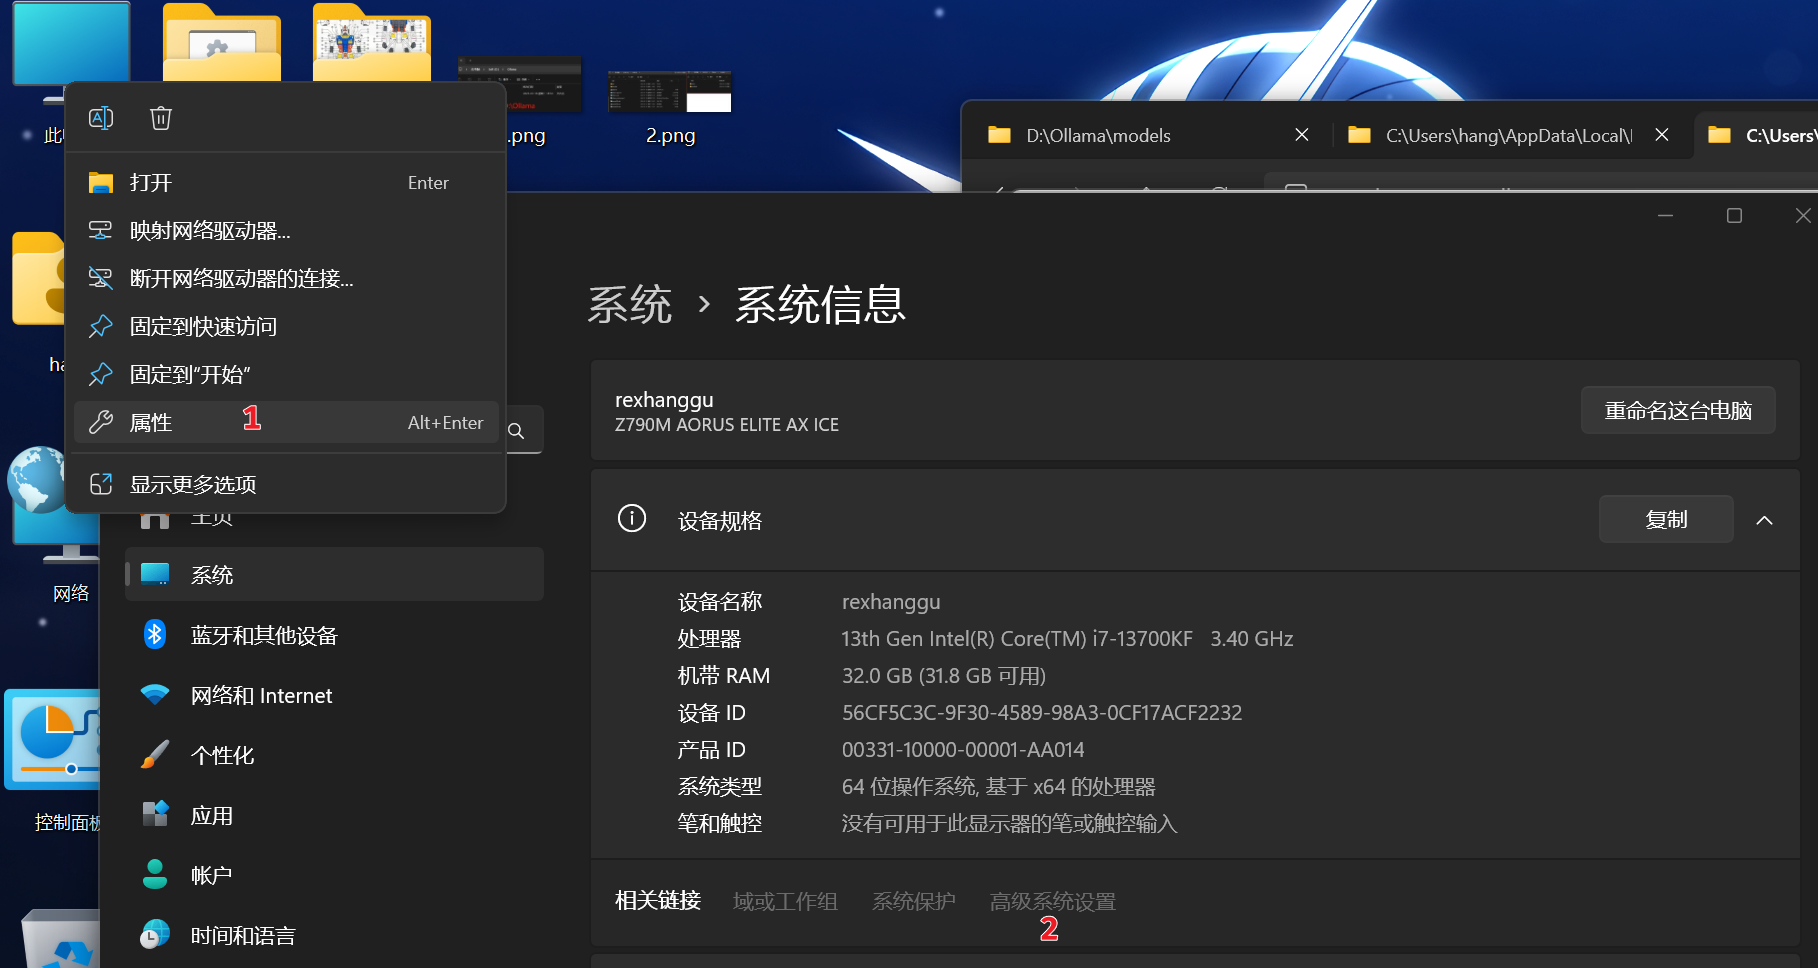 此
.png
2.png
D:\Ollama\models
C:\Users\hang\AppData\Local\
C:\Users\
打开 Enter
映射网络驱动器...
断开网络驱动器的连接...
固定到快速访问
固定到"开始"
属性 1 Alt+Enter
显示更多选项
ha
网络
控制面板
主页
系统
蓝牙和其他设备
网络和 Internet
个性化
应用
帐户
时间和语言
系统 › 系统信息
rexhanggu
Z790M AORUS ELITE AX ICE
重命名这台电脑
设备规格
复制
设备名称 rexhanggu
处理器 13th Gen Intel(R) Core(TM) i7-13700KF 3.40 GHz
机带 RAM 32.0 GB (31.8 GB 可用)
设备 ID 56CF5C3C-9F30-4589-98A3-0CF17ACF2232
产品 ID 00331-10000-00001-AA014
系统类型 64 位操作系统, 基于 x64 的处理器
笔和触控 没有可用于此显示器的笔或触控输入
相关链接 域或工作组 系统保护 高级系统设置
2